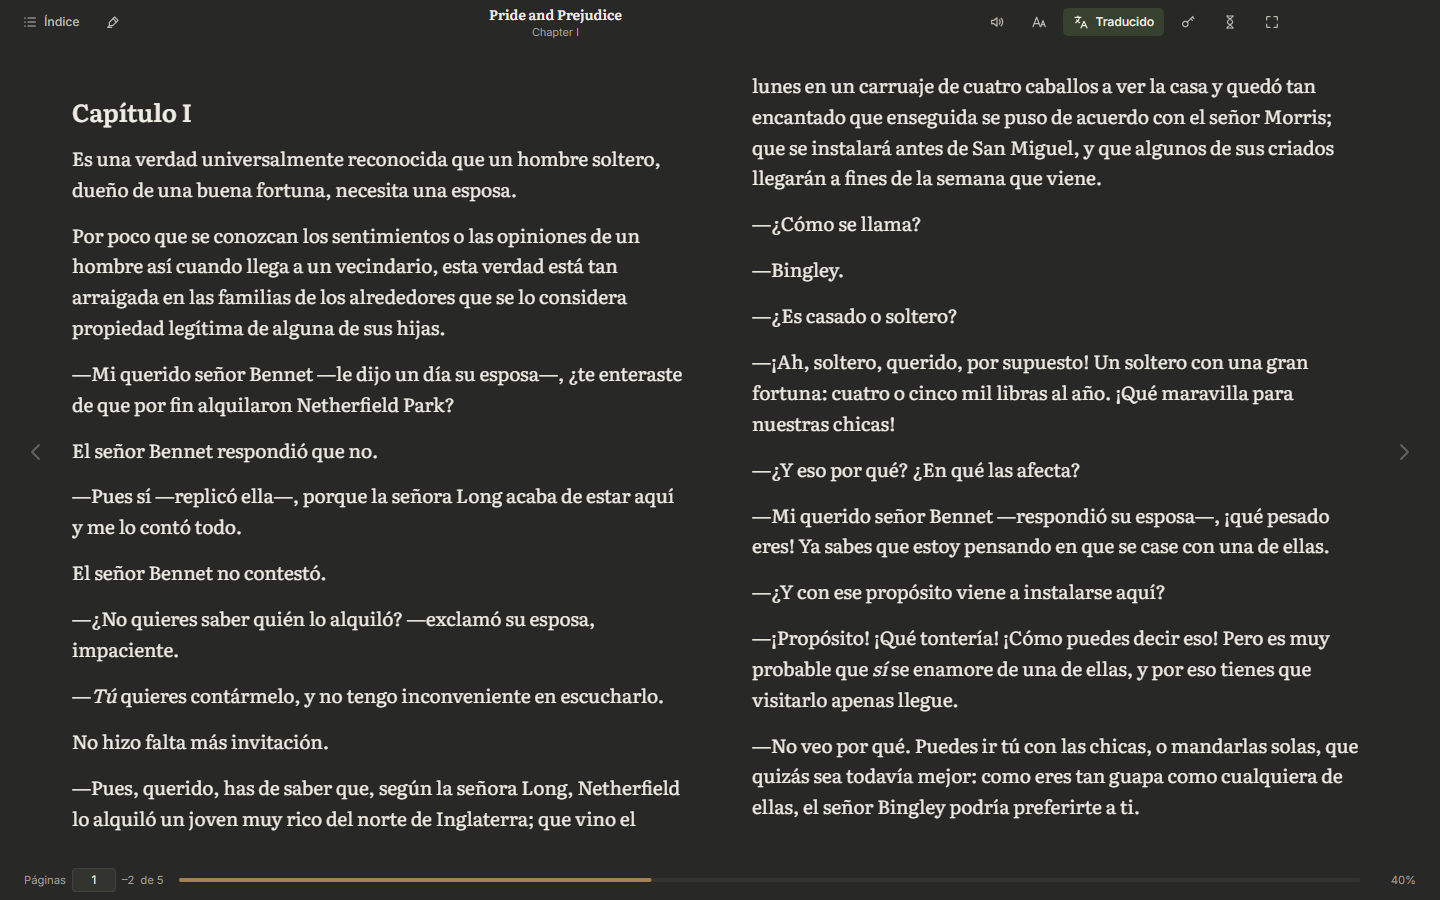 Índice
Pride and Prejudice
Chapter I
Traducido
Capítulo I
Es una verdad universalmente reconocida que un hombre soltero,
dueño de una buena fortuna, necesita una esposa.
Por poco que se conozcan los sentimientos o las opiniones de un
hombre así cuando llega a un vecindario, esta verdad está tan
arraigada en las familias de los alrededores que se lo considera
propiedad legítima de alguna de sus hijas.
—Mi querido señor Bennet —le dijo un día su esposa—, ¿te enteraste
de que por fin alquilaron Netherfield Park?
El señor Bennet respondió que no.
—Pues sí —replicó ella—, porque la señora Long acaba de estar aquí
y me lo contó todo.
El señor Bennet no contestó.
—¿No quieres saber quién lo alquiló? —exclamó su esposa,
impaciente.
—Tú quieres contármelo, y no tengo inconveniente en escucharlo.
No hizo falta más invitación.
—Pues, querido, has de saber que, según la señora Long, Netherfield
lo alquiló un joven muy rico del norte de Inglaterra; que vino el
lunes en un carruaje de cuatro caballos a ver la casa y quedó tan
encantado que enseguida se puso de acuerdo con el señor Morris;
que se instalará antes de San Miguel, y que algunos de sus criados
llegarán a fines de la semana que viene.
—¿Cómo se llama?
—Bingley.
—¿Es casado o soltero?
—¡Ah, soltero, querido, por supuesto! Un soltero con una gran
fortuna: cuatro o cinco mil libras al año. ¡Qué maravilla para
nuestras chicas!
—¿Y eso por qué? ¿En qué las afecta?
—Mi querido señor Bennet —respondió su esposa—, ¡qué pesado
eres! Ya sabes que estoy pensando en que se case con una de ellas.
—¿Y con ese propósito viene a instalarse aquí?
—¡Propósito! ¡Qué tontería! ¡Cómo puedes decir eso! Pero es muy
probable que sí se enamore de una de ellas, y por eso tienes que
visitarlo apenas llegue.
—No veo por qué. Puedes ir tú con las chicas, o mandarlas solas, que
quizás sea todavía mejor: como eres tan guapa como cualquiera de
ellas, el señor Bingley podría preferirte a ti.
Páginas 1 –2 de 5
40%